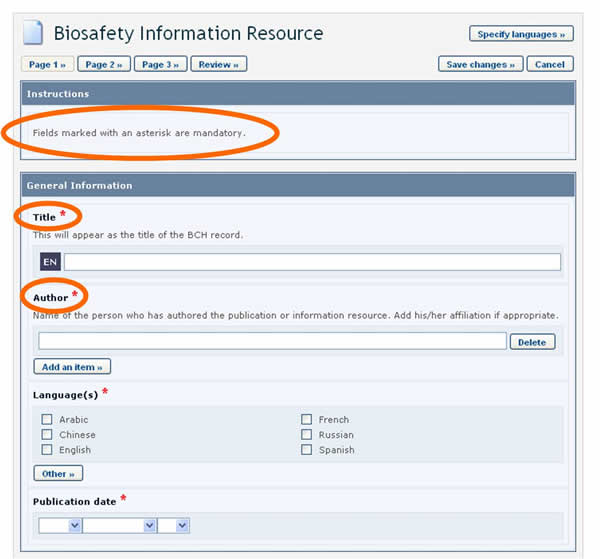 Biosafety Information Resource
Specify languages »
Page 1 » Page 2 » Page 3 » Review » Save changes » Cancel
Instructions
Fields marked with an asterisk are mandatory.
General Information
Title *
This will appear as the title of the BCH record.
EN
Author *
Name of the person who has authored the publication or information resource. Add his/her affiliation if appropriate.
Delete
Add an item »
Language(s) *
Arabic French
Chinese Russian
English Spanish
Other »
Publication date *